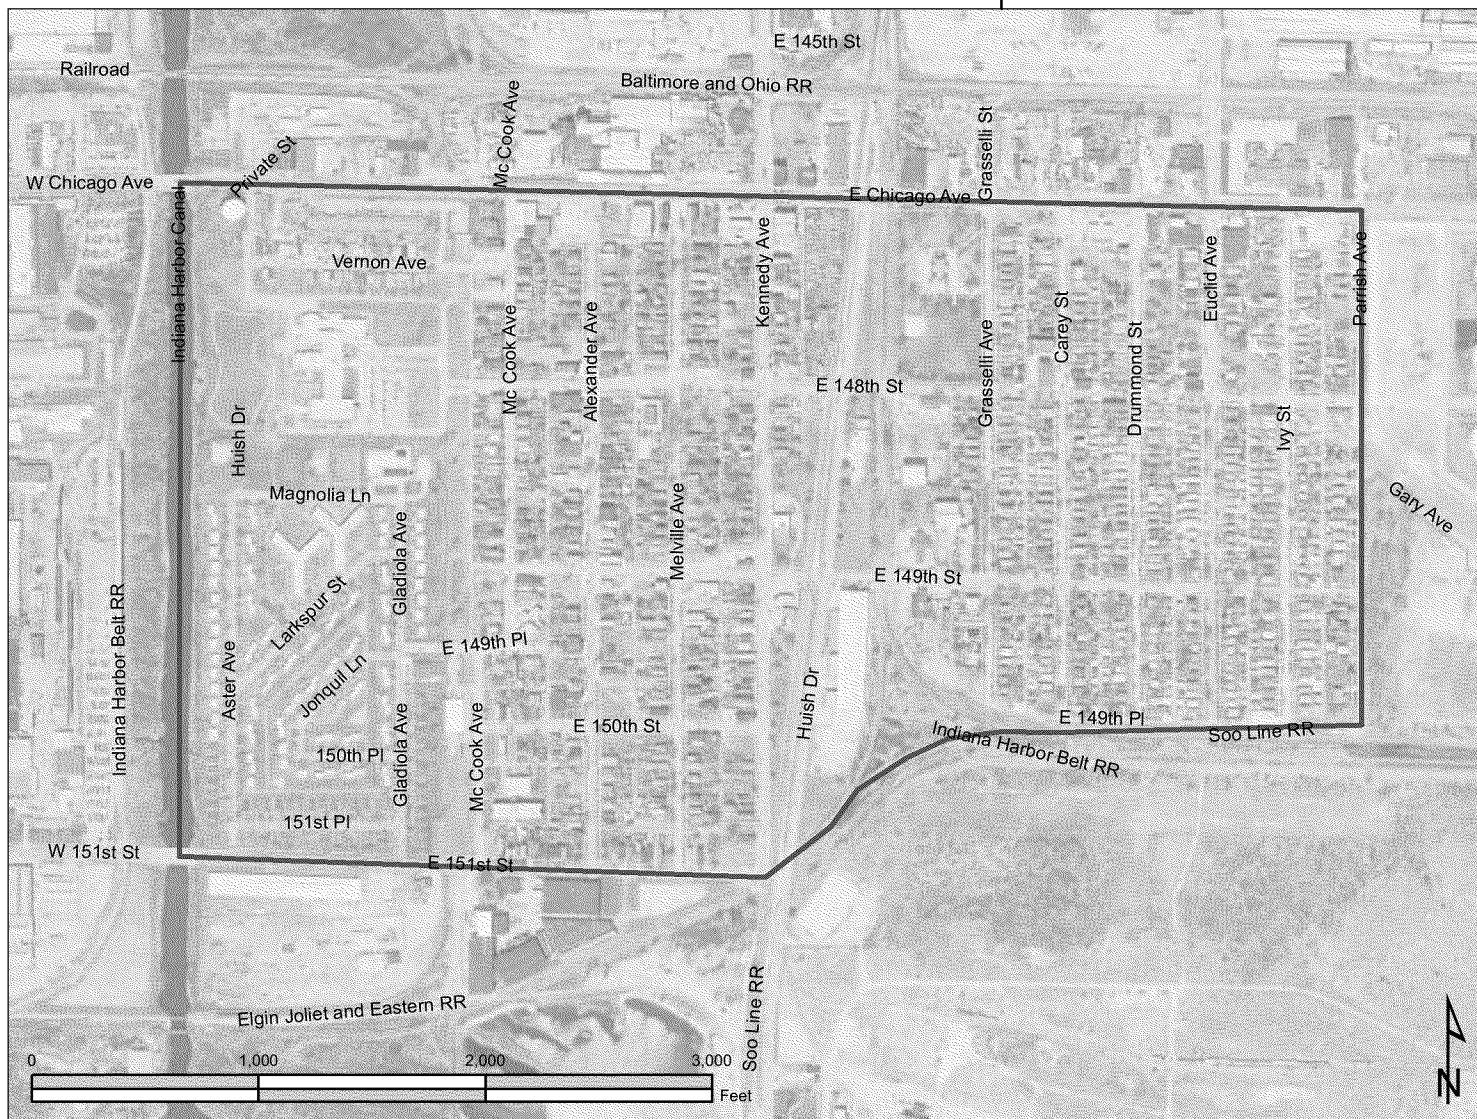 E 145th St
Railroad
Baltimore and Ohio RR
Mc Cook Ave
Grasselli St
Private St
W Chicago Ave
E Chicago Ave
Indiana Harbor Canal
Vernon Ave
Kennedy Ave
Euclid Ave
Parrish Ave
Mc Cook Ave
Alexander Ave
Grasselli Ave
Carey St
Drummond St
E 148th St
Huish Dr
Ivy St
Magnolia Ln
Gary Ave
Gladiola Ave
Melville Ave
E 149th St
Indiana Harbor Belt RR
Larkspur St
E 149th Pl
Aster Ave
Jonquil Ln
Huish Dr
Gladiola Ave
Mc Cook Ave
E 150th St
E 149th Pl
Soo Line RR
Indiana Harbor Belt RR
150th Pl
151st Pl
W 151st St
E 151st St
Elgin Joliet and Eastern RR
Soo Line RR
0
1,000
2,000
3,000
Feet
N